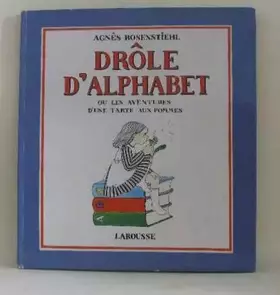 AGNÈS ROSENSTIEHL
DRÔLE
D'ALPHABET
OU LES AVENTURES
D'UNE TARTE AUX POMMES
LAROUSSE